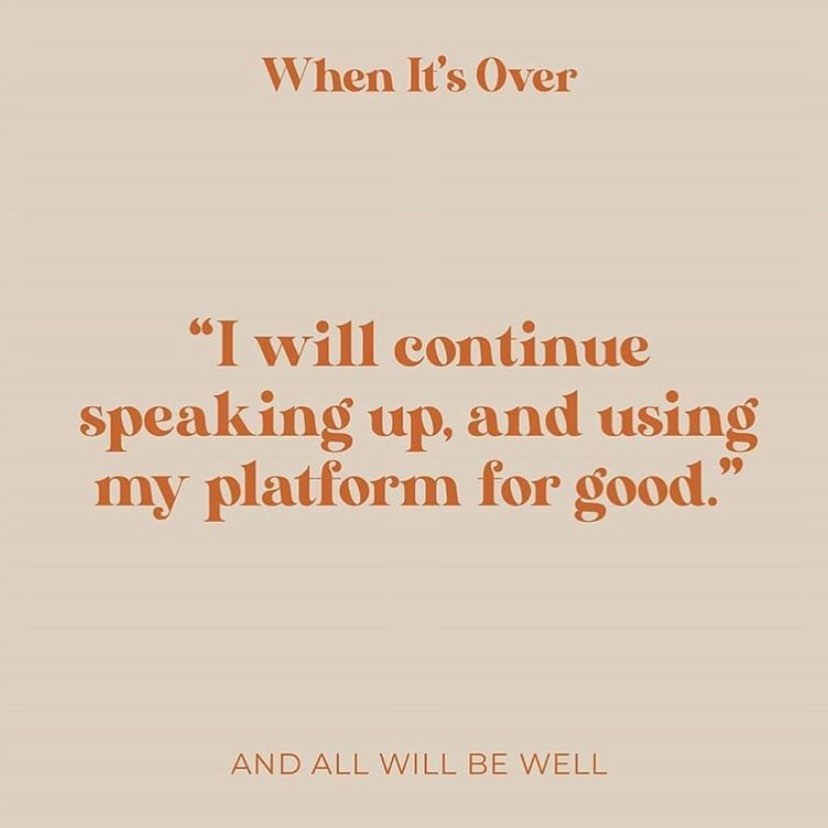 When It’s Over
“I will continue
speaking up, and using
my platform for good.”
AND ALL WILL BE WELL